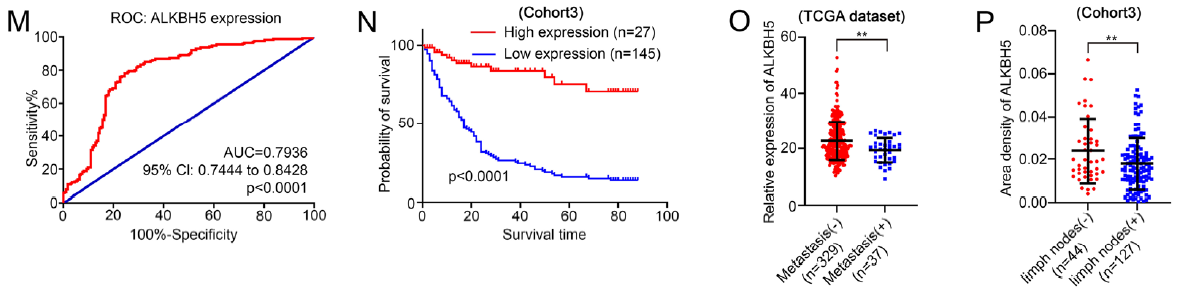 M
ROC: ALKBH5 expression
100
80
60
40
20
0
Sensitivity%
AUC=0.7936
95% CI: 0.7444 to 0.8428
p<0.0001
0 20 40 60 80 100
100%-Specificity
N
(Cohort3)
High expression (n=27)
Low expression (n=145)
100
50
0
Probability of survival
p<0.0001
0 20 40 60 80 100
Survival time
O
(TCGA dataset)
**
60
40
20
0
Relative expression of ALKBH5
Metastasis(-)
(n=329)
Metastasis(+)
(n=37)
P
(Cohort3)
**
0.08
0.06
0.04
0.02
0.00
Area density of ALKBH5
limph nodes(-)
(n=44)
limph nodes(+)
(n=127)